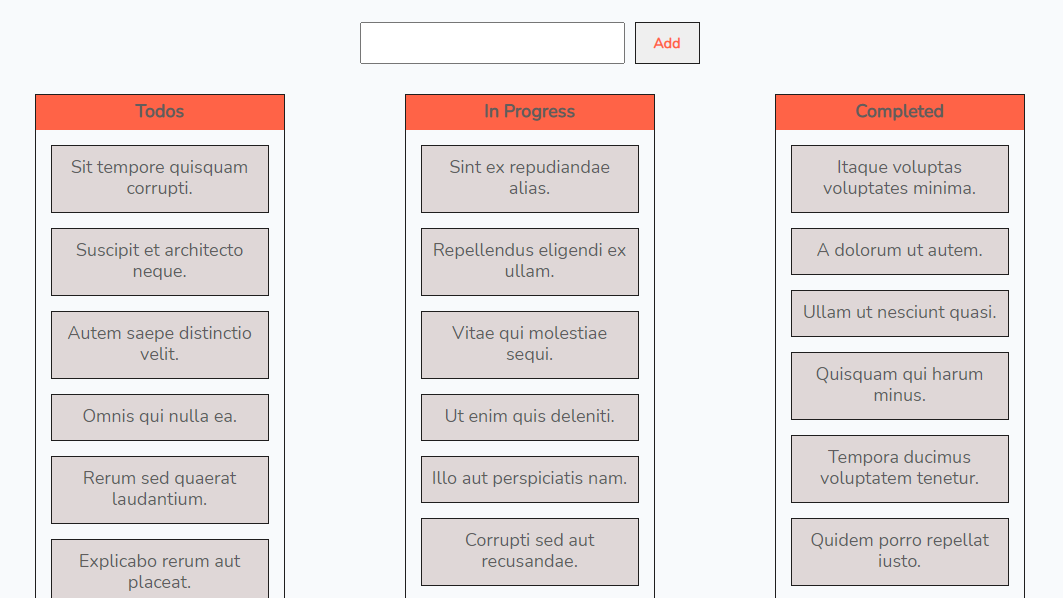 Add
Todos
Sit tempore quisquam
corrupti.
Suscipit et architecto
neque.
Autem saepe distinctio
velit.
Omnis qui nulla ea.
Rerum sed quaerat
laudantium.
Explicabo rerum aut
placeat.
In Progress
Sint ex repudiandae
alias.
Repellendus eligendi ex
ullam.
Vitae qui molestiae
sequi.
Ut enim quis deleniti.
Illo aut perspiciatis nam.
Corrupti sed aut
recusandae.
Completed
Itaque voluptas
voluptates minima.
A dolorum ut autem.
Ullam ut nesciunt quasi.
Quisquam qui harum
minus.
Tempora ducimus
voluptatem tenetur.
Quidem porro repellat
iusto.